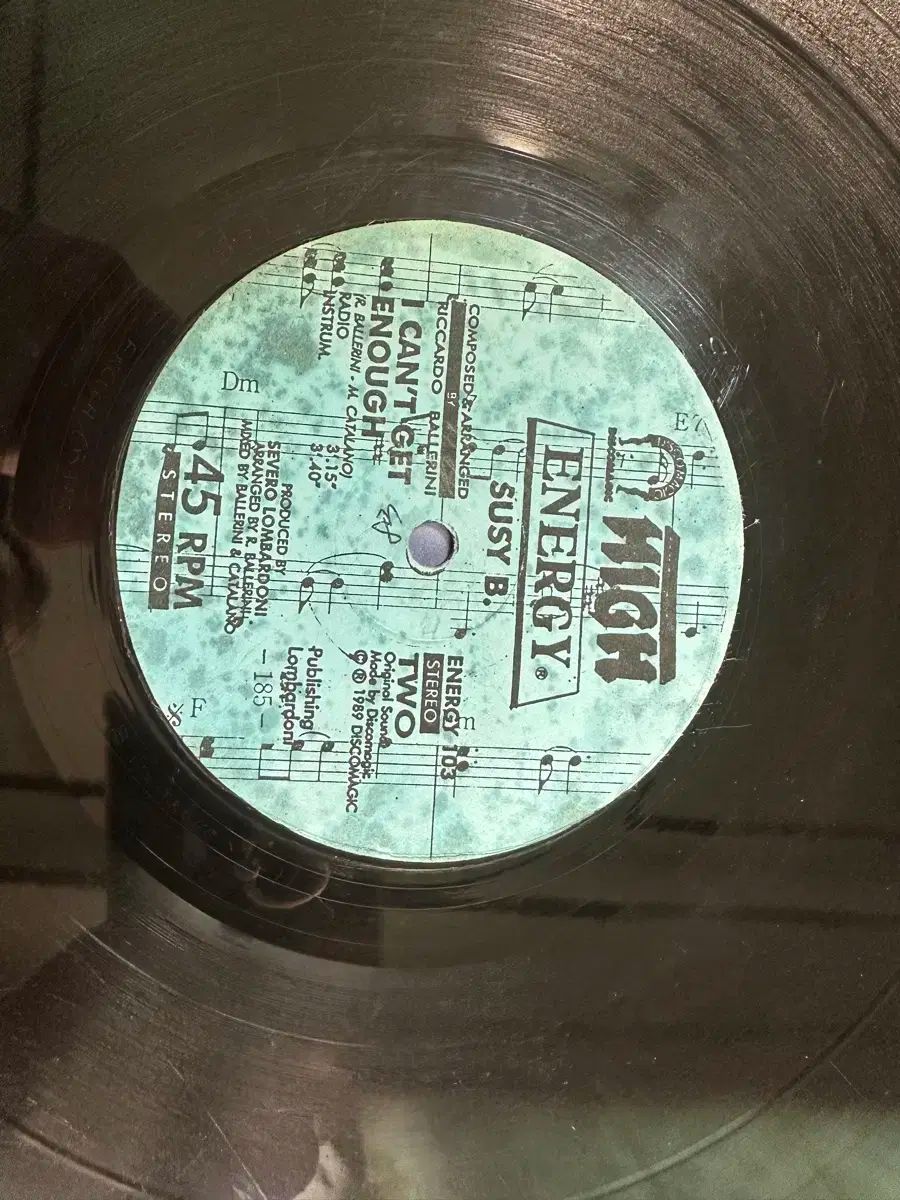 DISCOMAGIC
HIGH
ENERGY®
COMPOSED & ARRANGED
BY
RICCARDO BALLERINI
SUSY B.
ENERGY 103
STEREO
TWO
Original Sound
Made by Discomagic
© ℗ 1989 DISCOMAGIC
I CAN'T GET
ENOUGH
(R. BALLERINI - M. CATALANO)
RADIO 3.15"
INSTRUM. 3.40"
PRODUCED BY
SEVERO LOMBARDONI
ARRANGED BY R. BALLERINI
MIXED BY BALLERINI & CATALANO
Publishing
Lombardoni
- 185 -
45 RPM
STEREO
E7
Dm
F
m